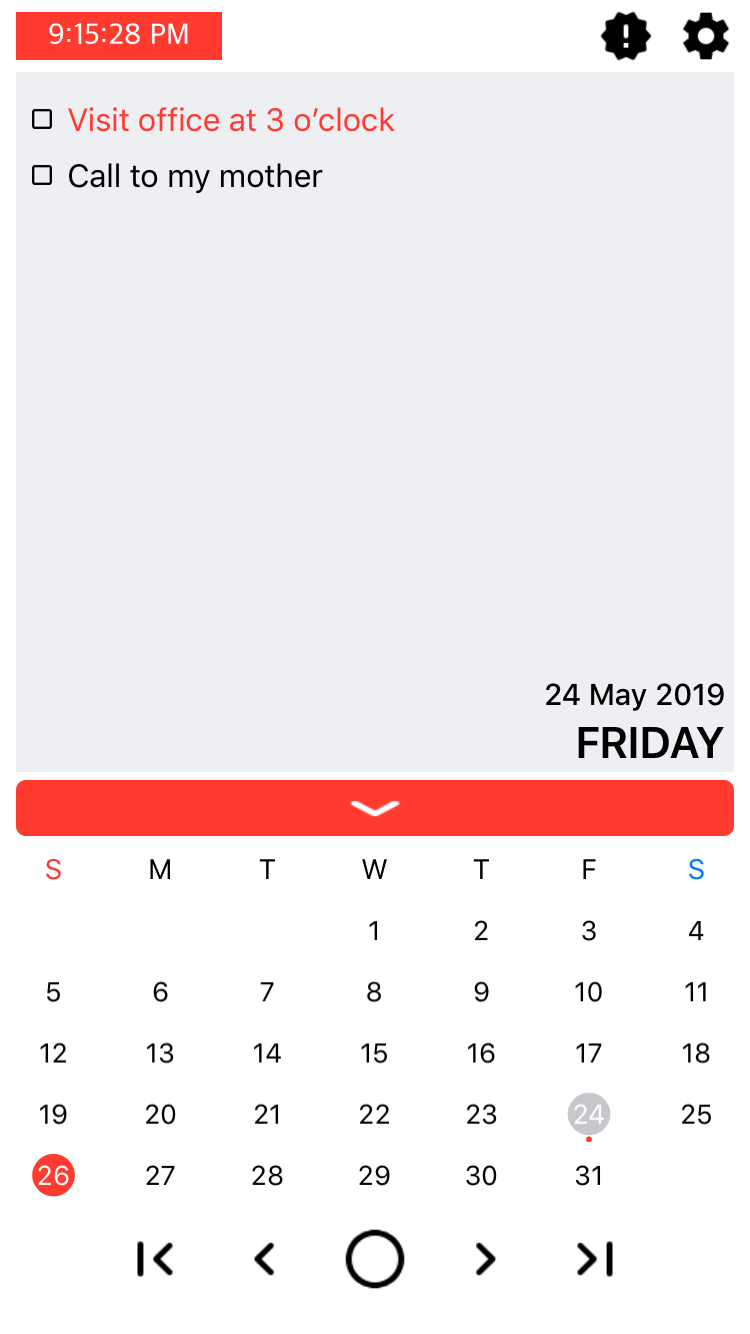 9:15:28 PM
Visit office at 3 o’clock
Call to my mother
24 May 2019
FRIDAY
S M T W T F S
1 2 3 4
5 6 7 8 9 10 11
12 13 14 15 16 17 18
19 20 21 22 23 24 25
26 27 28 29 30 31